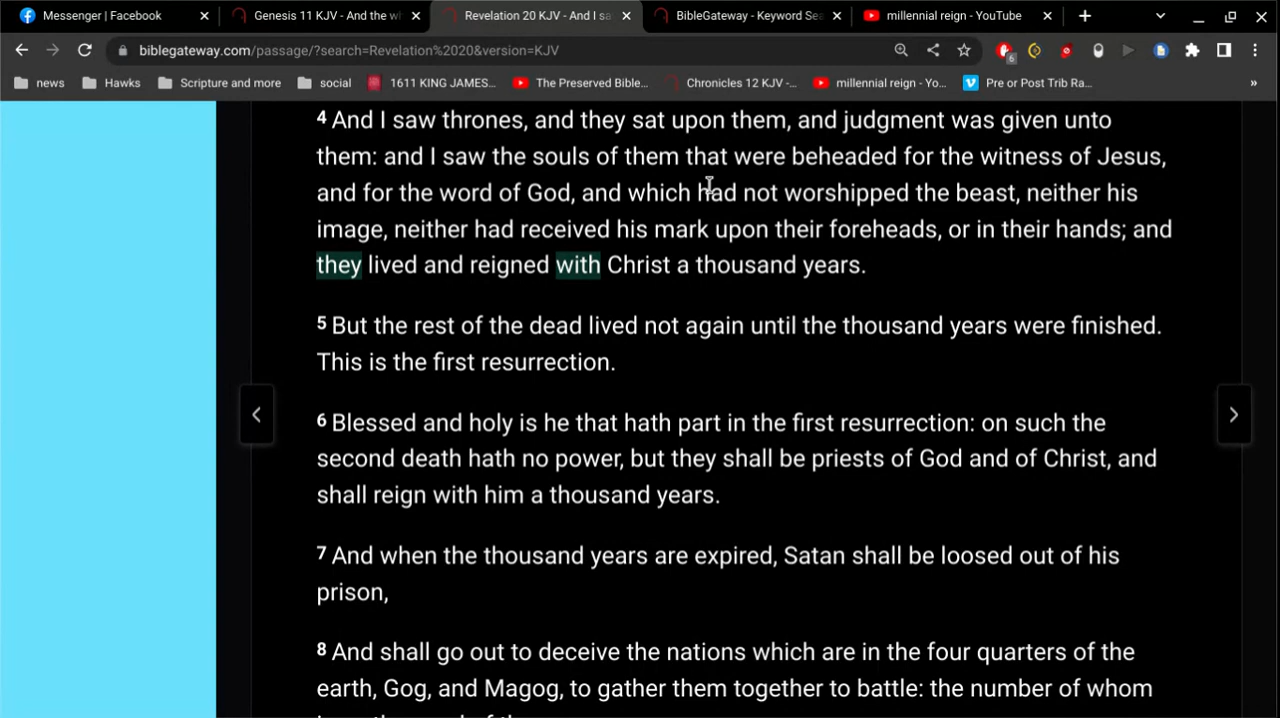 Messenger | Facebook
Genesis 11 KJV - And the wh
Revelation 20 KJV - And I sa
BibleGateway - Keyword Sea
millennial reign - YouTube
biblegateway.com/passage/?search=Revelation%2020&version=KJV
6
news
Hawks
Scripture and more
social
1611 KING JAMES...
The Preserved Bible...
Chronicles 12 KJV -...
millennial reign - Yo...
Pre or Post Trib Ra...
»
4 And I saw thrones, and they sat upon them, and judgment was given unto
them: and I saw the souls of them that were beheaded for the witness of Jesus,
and for the word of God, and which had not worshipped the beast, neither his
image, neither had received his mark upon their foreheads, or in their hands; and
they lived and reigned with Christ a thousand years.
5 But the rest of the dead lived not again until the thousand years were finished.
This is the first resurrection.
6 Blessed and holy is he that hath part in the first resurrection: on such the
second death hath no power, but they shall be priests of God and of Christ, and
shall reign with him a thousand years.
7 And when the thousand years are expired, Satan shall be loosed out of his
prison,
8 And shall go out to deceive the nations which are in the four quarters of the
earth, Gog, and Magog, to gather them together to battle: the number of whom